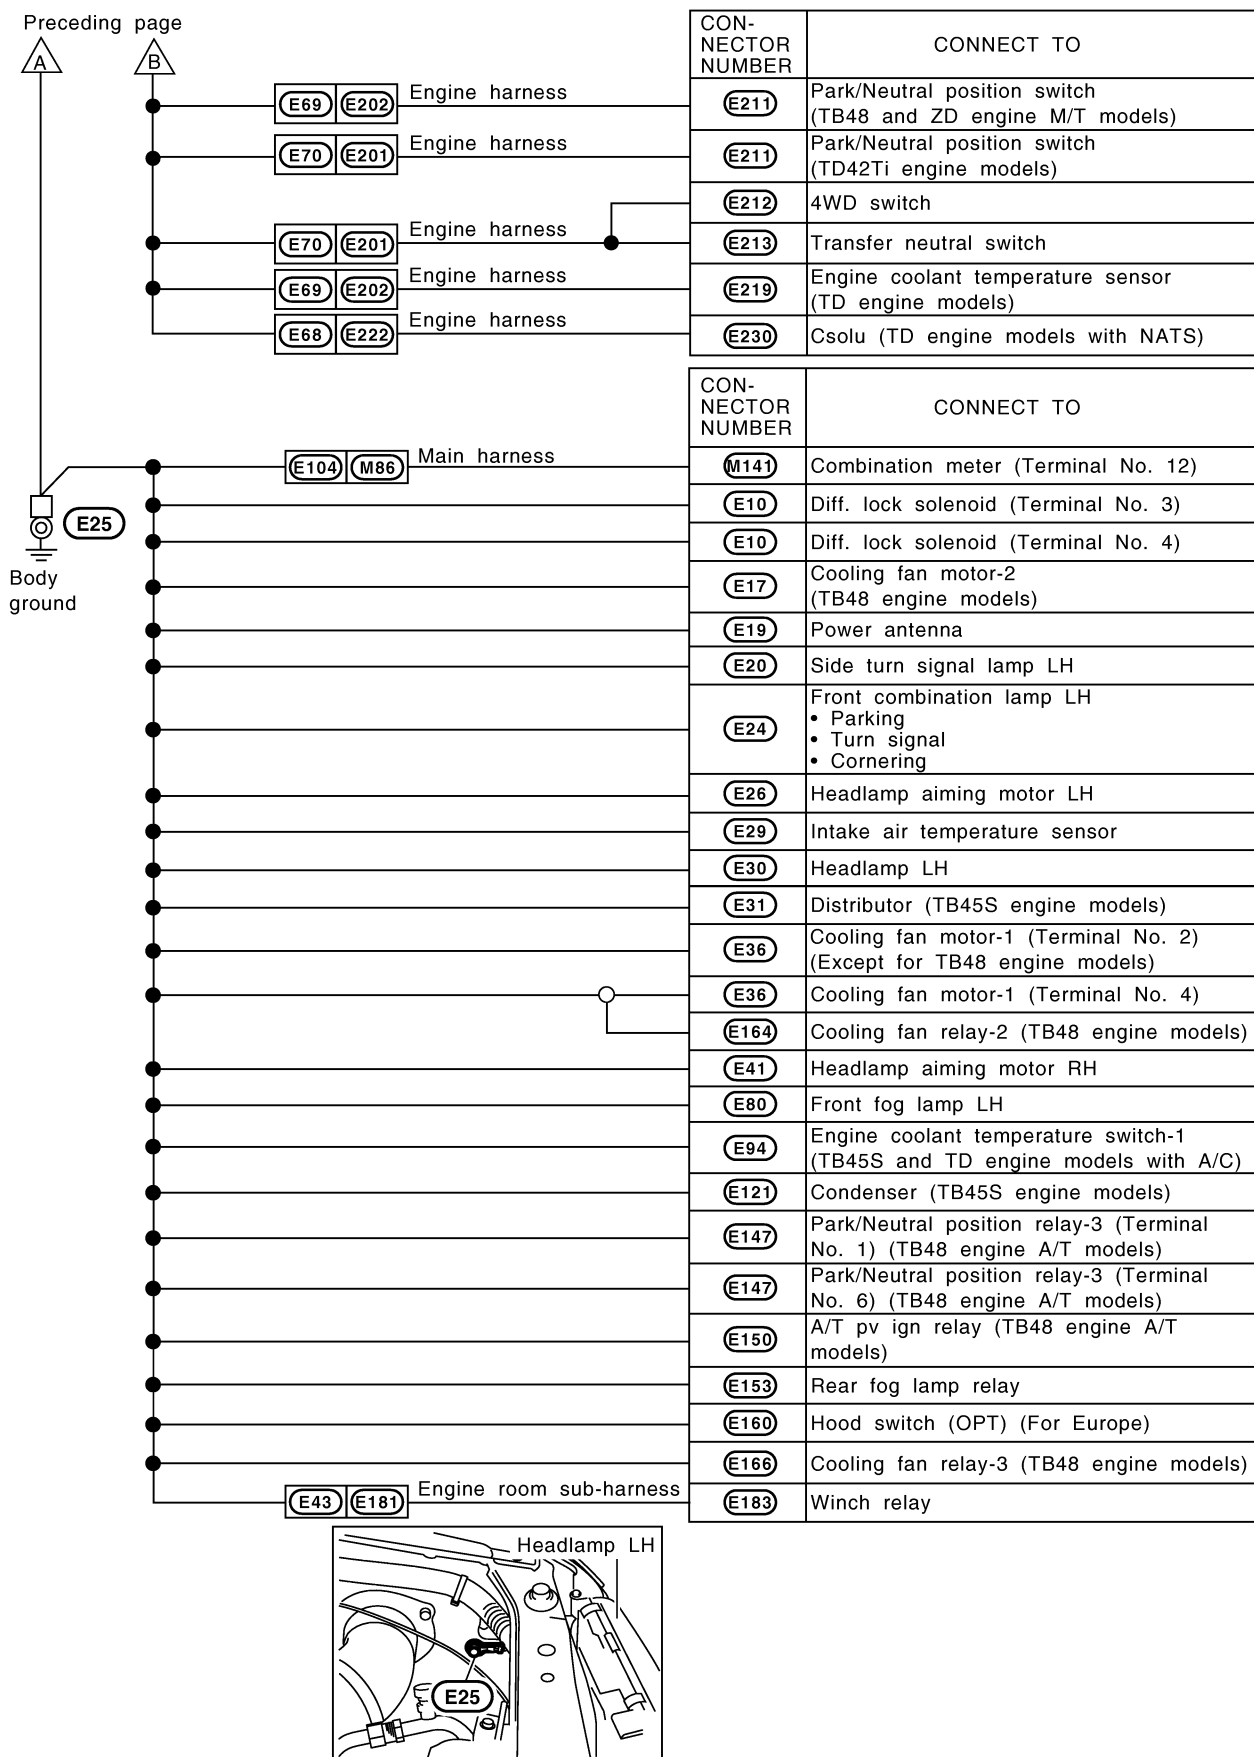 Preceding page
A
B
CON-
NECTOR
NUMBER
CONNECT TO
E69 E202 Engine harness
E211
Park/Neutral position switch
(TB48 and ZD engine M/T models)
E70 E201 Engine harness
E211
Park/Neutral position switch
(TD42Ti engine models)
E212 4WD switch
E70 E201 Engine harness
E213 Transfer neutral switch
E69 E202 Engine harness
E219
Engine coolant temperature sensor
(TD engine models)
E68 E222 Engine harness
E230 Csolu (TD engine models with NATS)
CON-
NECTOR
NUMBER
CONNECT TO
E104 M86 Main harness
M141 Combination meter (Terminal No. 12)
E25
Body
ground
E10 Diff. lock solenoid (Terminal No. 3)
E10 Diff. lock solenoid (Terminal No. 4)
E17
Cooling fan motor-2
(TB48 engine models)
E19 Power antenna
E20 Side turn signal lamp LH
E24
Front combination lamp LH
• Parking
• Turn signal
• Cornering
E26 Headlamp aiming motor LH
E29 Intake air temperature sensor
E30 Headlamp LH
E31 Distributor (TB45S engine models)
E36
Cooling fan motor-1 (Terminal No. 2)
(Except for TB48 engine models)
E36 Cooling fan motor-1 (Terminal No. 4)
E164 Cooling fan relay-2 (TB48 engine models)
E41 Headlamp aiming motor RH
E80 Front fog lamp LH
E94
Engine coolant temperature switch-1
(TB45S and TD engine models with A/C)
E121 Condenser (TB45S engine models)
E147
Park/Neutral position relay-3 (Terminal
No. 1) (TB48 engine A/T models)
E147
Park/Neutral position relay-3 (Terminal
No. 6) (TB48 engine A/T models)
E150
A/T pv ign relay (TB48 engine A/T
models)
E153 Rear fog lamp relay
E160 Hood switch (OPT) (For Europe)
E166 Cooling fan relay-3 (TB48 engine models)
E43 E181 Engine room sub-harness
E183 Winch relay
Headlamp LH
E25